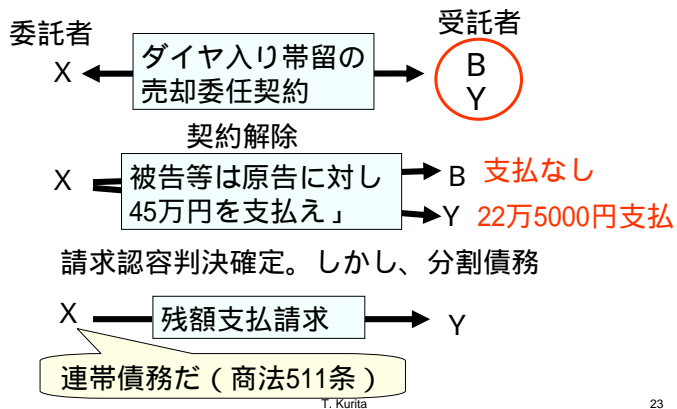 委託者
受託者
X
ダイヤ入り帯留の
売却委任契約
B
Y
契約解除
X
被告等は原告に対し
45万円を支払え」
B 支払なし
Y 22万5000円支払
請求認容判決確定。しかし、分割債務
X
残額支払請求
Y
連帯債務だ(商法511条)
T. Kurita
23